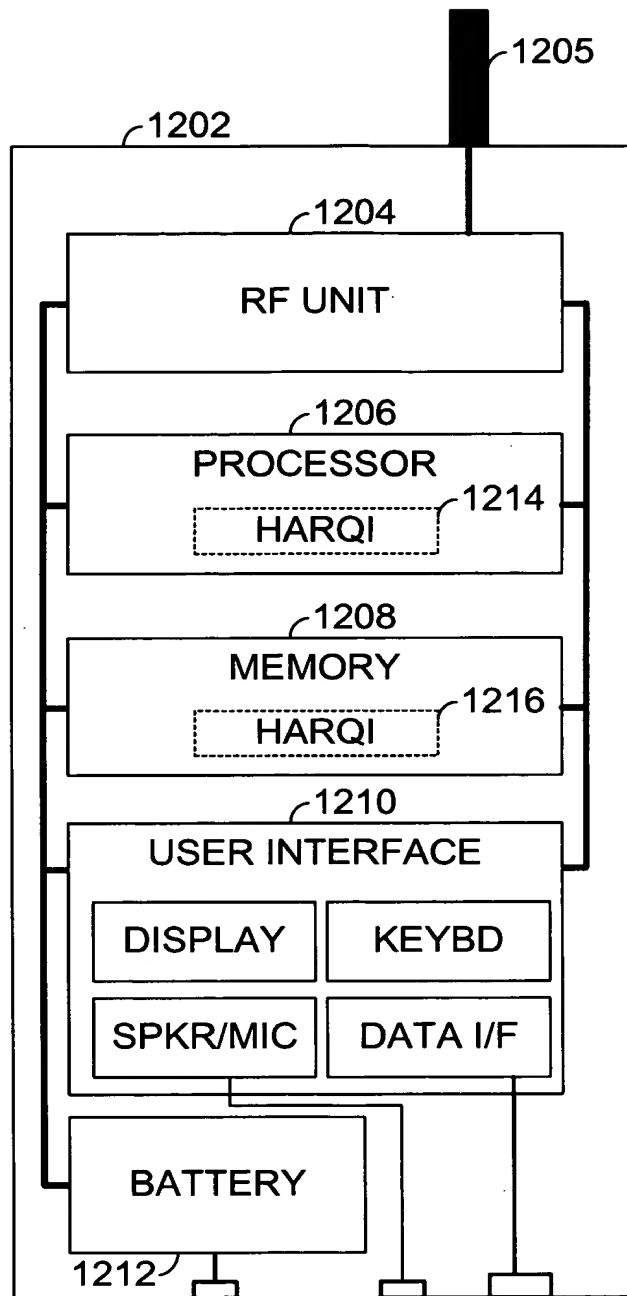 1205
1202
1204
RF UNIT
1206
PROCESSOR
1214
HARQI
1208
MEMORY
1216
HARQI
1210
USER INTERFACE
DISPLAY
KEYBD
SPKR/MIC
DATA I/F
BATTERY
1212